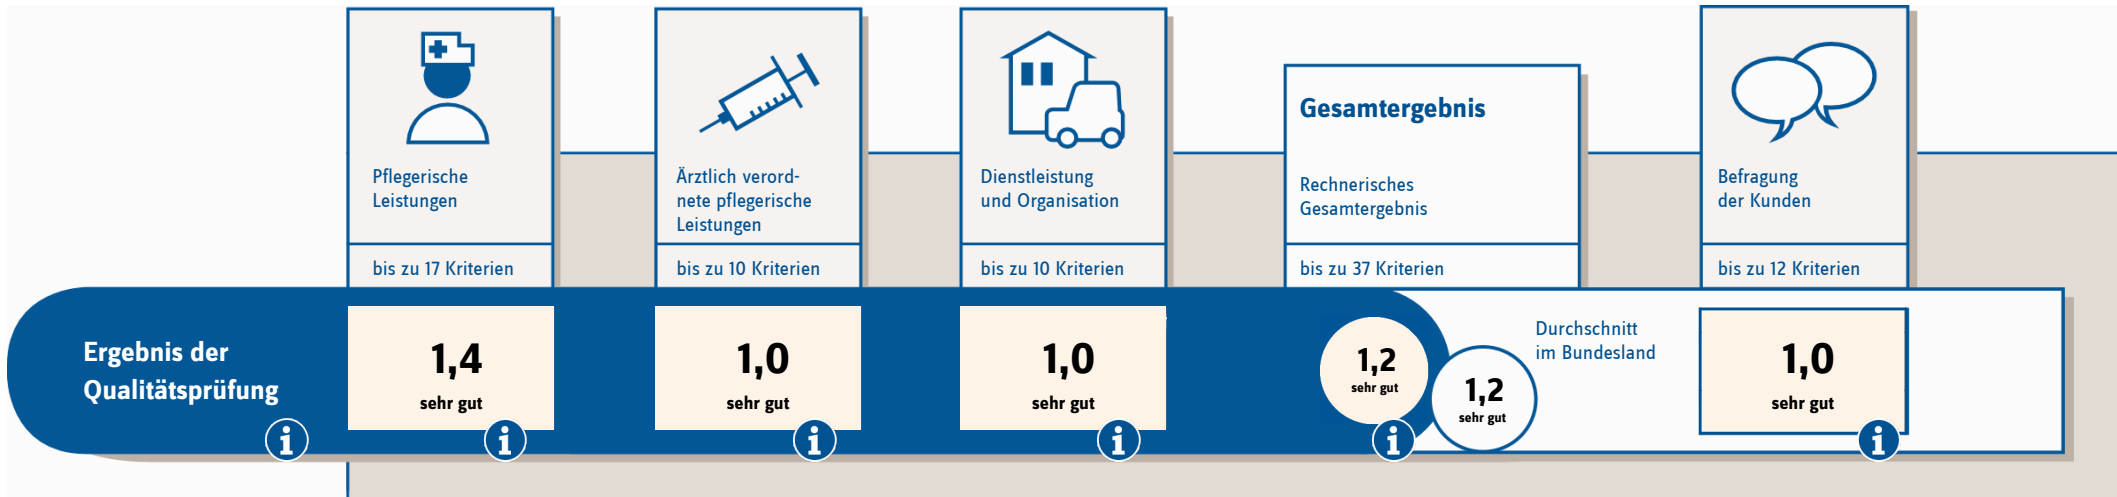 Pflegerische
Leistungen
bis zu 17 Kriterien
Ärztlich verord-
nete pflegerische
Leistungen
bis zu 10 Kriterien
Dienstleistung
und Organisation
bis zu 10 Kriterien
Gesamtergebnis
Rechnerisches
Gesamtergebnis
bis zu 37 Kriterien
Befragung
der Kunden
bis zu 12 Kriterien
Ergebnis der
Qualitätsprüfung
i
1,4
sehr gut
i
1,0
sehr gut
i
1,0
sehr gut
i
1,2
sehr gut
i
1,2
sehr gut
Durchschnitt
im Bundesland
1,0
sehr gut
i